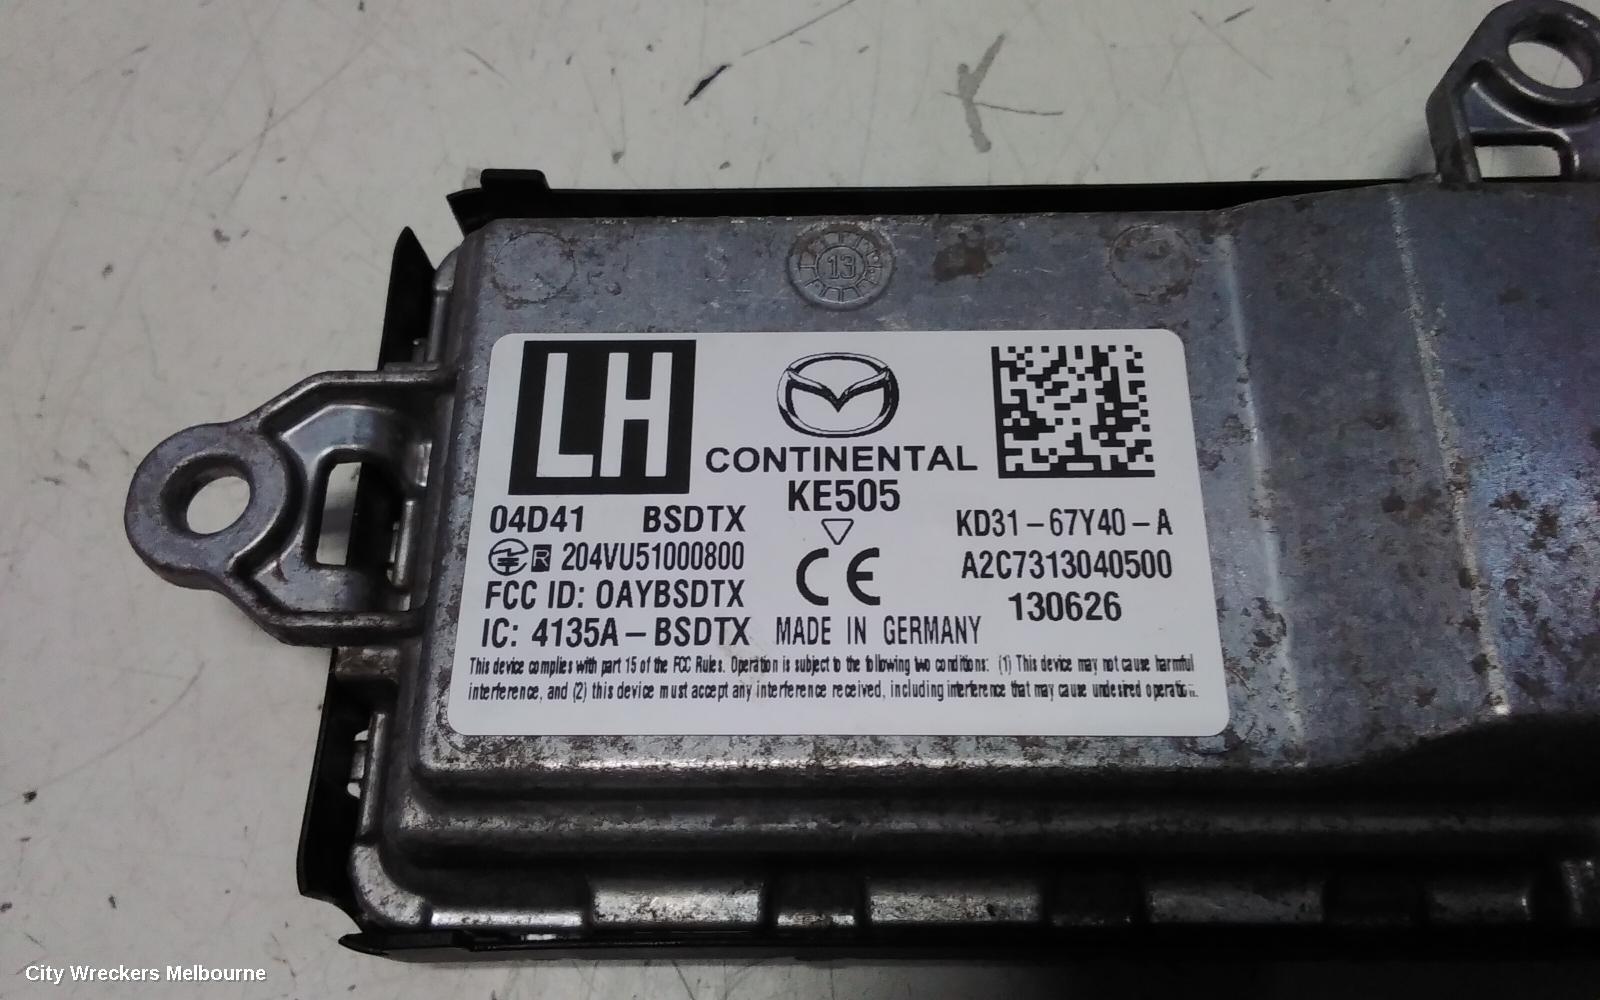 13
LH
CONTINENTAL
KE505
04D41 BSDTX
R 204VU51000800
FCC ID: OAYBSDTX
IC: 4135A-BSDTX
CE
MADE IN GERMANY
KD31-67Y40-A
A2C7313040500
130626
This device complies with part 15 of the FCC Rules. Operation is subject to the following two conditions: (1) This device may not cause harmful
interference, and (2) this device must accept any interference received, including interference that may cause undesired operation.
City Wreckers Melbourne